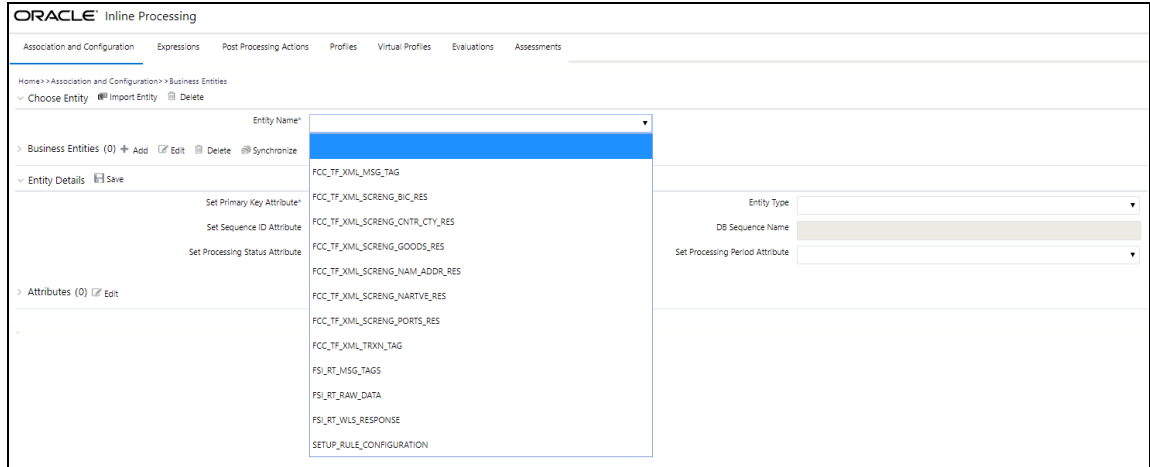 ORACLE' Inline Processing
Association and Configuration Expressions Post Processing Actions Profiles Virtual Profiles Evaluations Assessments
Home>>Association and Configuration>>Business Entities
Choose Entity Import Entity Delete
Entity Name*
Business Entities (0) Add Edit Delete Synchronize
FCC_TF_XML_MSG_TAG
Entity Details Save
Set Primary Key Attribute* FCC_TF_XML_SCRENG_BIC_RES Entity Type
Set Sequence ID Attribute FCC_TF_XML_SCRENG_CNTR_CTY_RES DB Sequence Name
Set Processing Status Attribute FCC_TF_XML_SCRENG_GOODS_RES Set Processing Period Attribute
FCC_TF_XML_SCRENG_NAM_ADDR_RES
Attributes (0) Edit FCC_TF_XML_SCRENG_NARTVE_RES
FCC_TF_XML_SCRENG_PORTS_RES
FCC_TF_XML_TRXN_TAG
FSI_RT_MSG_TAGS
FSI_RT_RAW_DATA
FSI_RT_WLS_RESPONSE
SETUP_RULE_CONFIGURATION